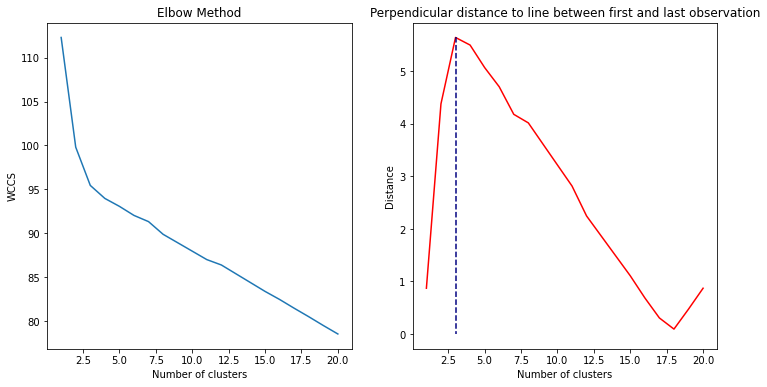 Elbow Method
WCCS
110
105
100
95
90
85
80
2.5 5.0 7.5 10.0 12.5 15.0 17.5 20.0
Number of clusters
Perpendicular distance to line between first and last observation
Distance
5
4
3
2
1
0
2.5 5.0 7.5 10.0 12.5 15.0 17.5 20.0
Number of clusters